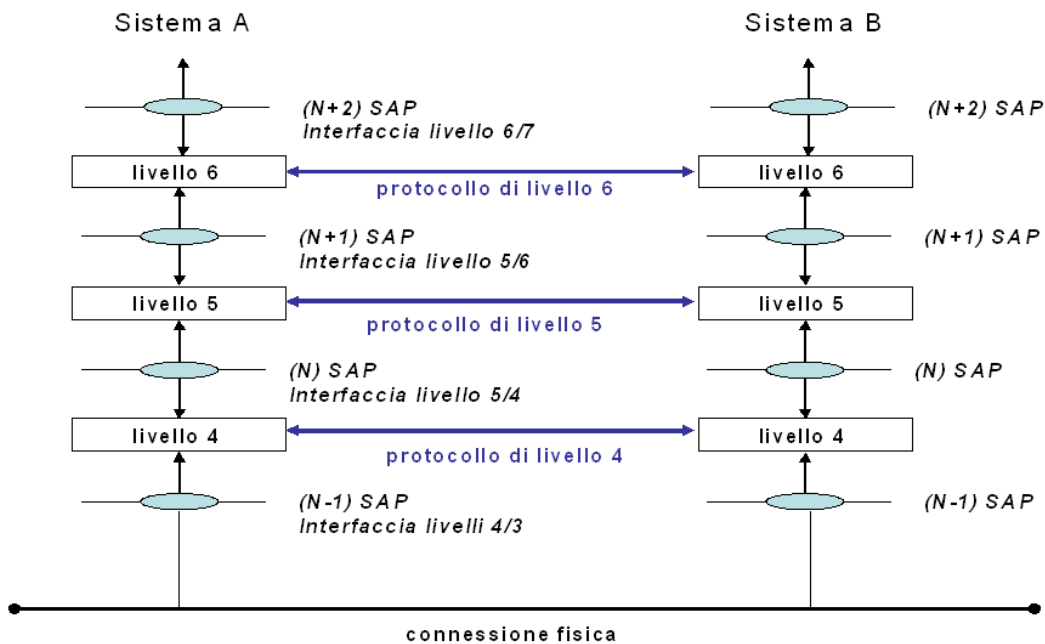 Sistema A
Sistema B
(N+2) SAP
Interfaccia livello 6/7
(N+2) SAP
livello 6
protocollo di livello 6
livello 6
(N+1) SAP
Interfaccia livello 5/6
(N+1) SAP
livello 5
protocollo di livello 5
livello 5
(N) SAP
Interfaccia livello 5/4
(N) SAP
livello 4
protocollo di livello 4
livello 4
(N-1) SAP
Interfaccia livelli 4/3
(N-1) SAP
connessione fisica